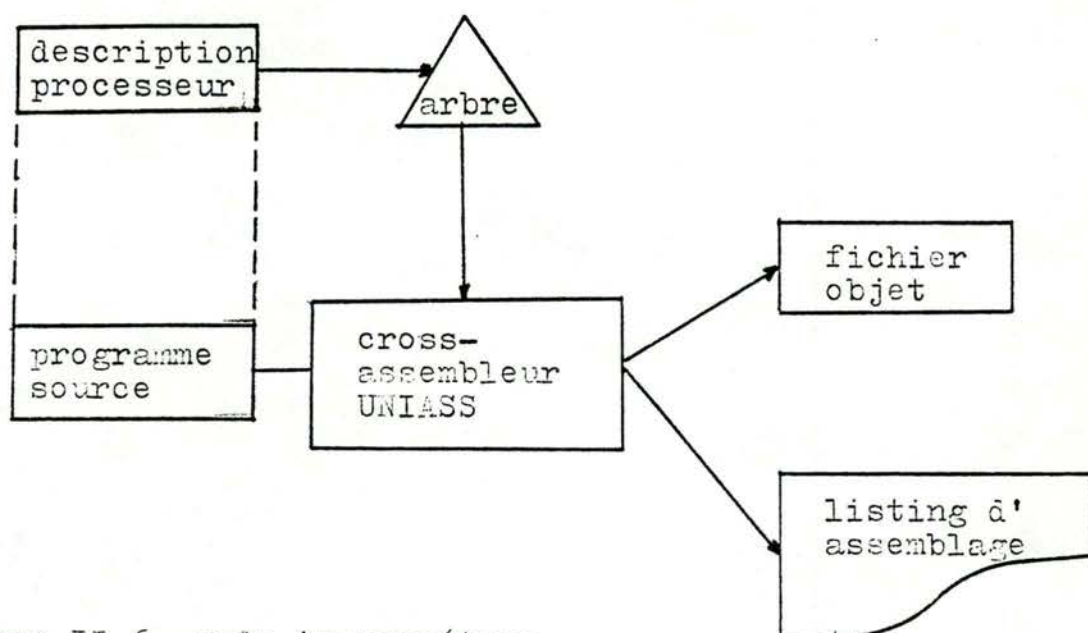 description
processeur
arbre
fichier
objet
programme
source
cross-
assembleur
UNIASS
listing d'
assemblage